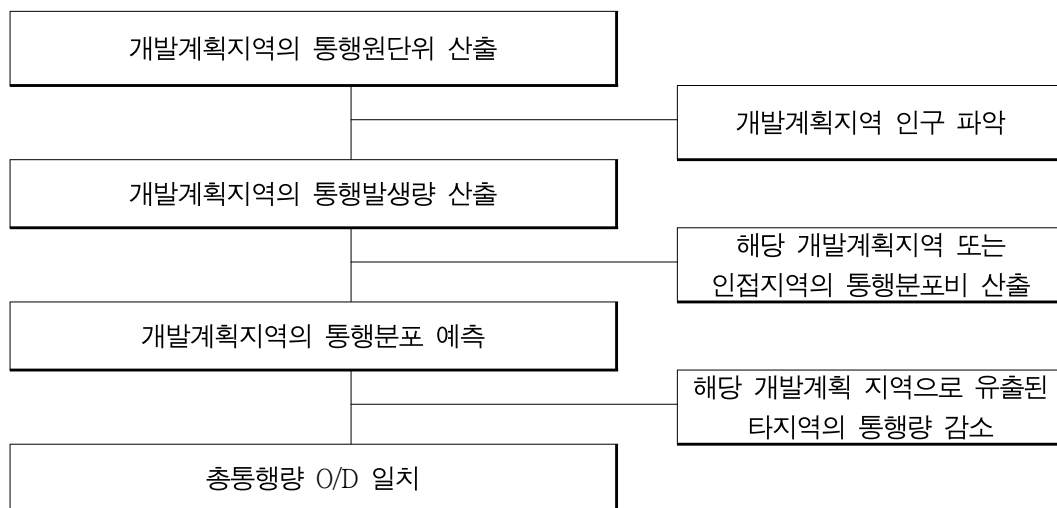 개발계획지역의 통행원단위 산출
개발계획지역 인구 파악
개발계획지역의 통행발생량 산출
해당 개발계획지역 또는
인접지역의 통행분포비 산출
개발계획지역의 통행분포 예측
해당 개발계획 지역으로 유출된
타지역의 통행량 감소
총통행량 O/D 일치